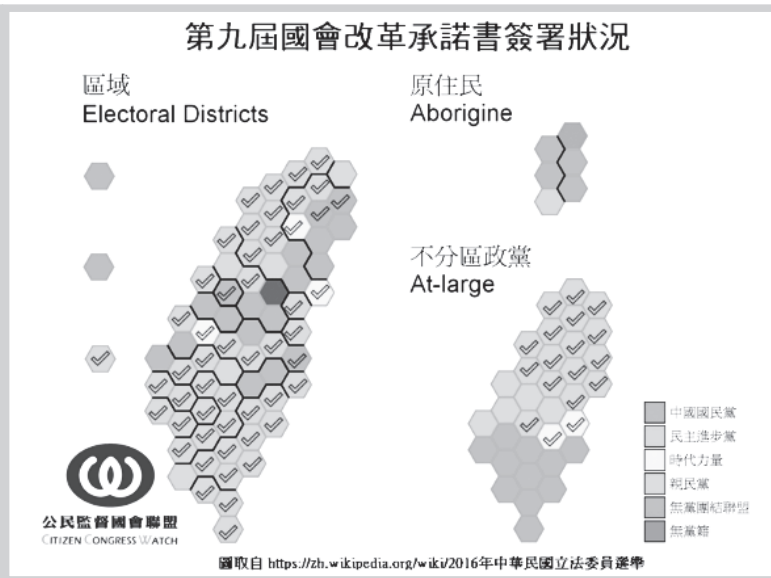 第九屆國會改革承諾書簽署狀況
區域
Electoral Districts
原住民
Aborigine
不分區政黨
At-large
中國國民黨
民主進步黨
時代力量
親民黨
無黨團結聯盟
無黨籍
公民監督國會聯盟
CITIZEN CONGRESS WATCH
圖取自 https://zh.wikipedia.org/wiki/2016年中華民國立法委員選舉